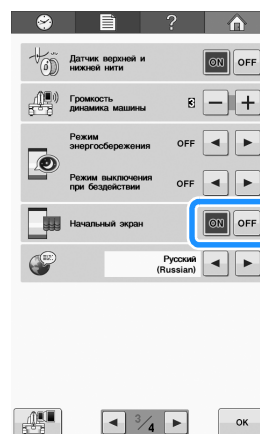 ?
Датчик верхней и
нижней нити
ON OFF
Громкость
динамика машины
3 − +
Режим
энергосбережения
OFF
Режим выключения
при бездействии
OFF
Начальный экран
ON OFF
Русский
(Russian)
3/4
OK